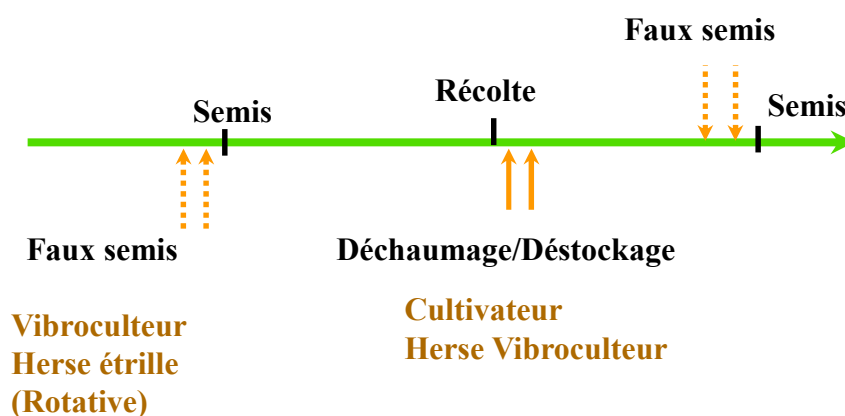 Faux semis
Semis
Récolte
Semis
Faux semis
Déchaumage/Déstockage
Vibroculteur
Herse étrille
(Rotative)
Cultivateur
Herse Vibroculteur